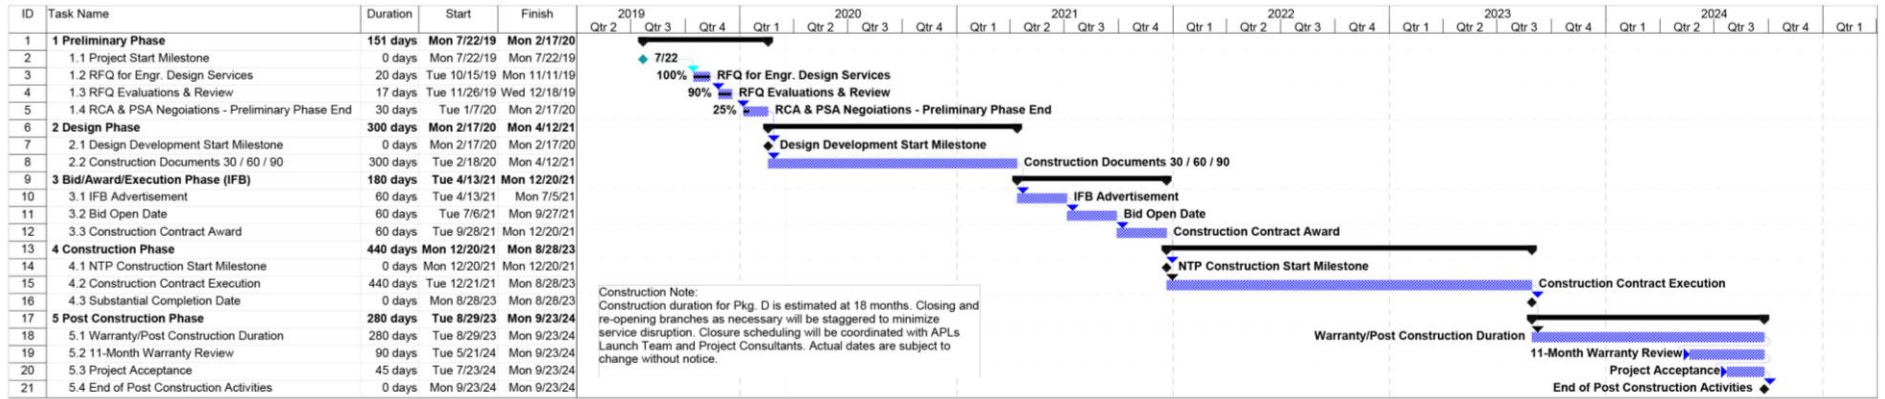 ID Task Name Duration Start Finish 2019 2020 2021 2022 2023 2024
Qtr 2 Qtr 3 Qtr 4 Qtr 1 Qtr 2 Qtr 3 Qtr 4 Qtr 1 Qtr 2 Qtr 3 Qtr 4 Qtr 1 Qtr 2 Qtr 3 Qtr 4 Qtr 1 Qtr 2 Qtr 3 Qtr 4 Qtr 1 Qtr 2 Qtr 3 Qtr 4 Qtr 1
1 1 Preliminary Phase 151 days Mon 7/22/19 Mon 2/17/20
2 1.1 Project Start Milestone 0 days Mon 7/22/19 Mon 7/22/19 7/22
3 1.2 RFQ for Engr. Design Services 20 days Tue 10/15/19 Mon 11/11/19 100% RFQ for Engr. Design Services
4 1.3 RFQ Evaluations & Review 17 days Tue 11/26/19 Wed 12/18/19 90% RFQ Evaluations & Review
5 1.4 RCA & PSA Negoiations - Preliminary Phase End 30 days Tue 1/7/20 Mon 2/17/20 25% RCA & PSA Negoiations - Preliminary Phase End
6 2 Design Phase 300 days Mon 2/17/20 Mon 4/12/21
7 2.1 Design Development Start Milestone 0 days Mon 2/17/20 Mon 2/17/20 Design Development Start Milestone
8 2.2 Construction Documents 30 / 60 / 90 300 days Tue 2/18/20 Mon 4/12/21 Construction Documents 30 / 60 / 90
9 3 Bid/Award/Execution Phase (IFB) 180 days Tue 4/13/21 Mon 12/20/21
10 3.1 IFB Advertisement 60 days Tue 4/13/21 Mon 7/5/21 IFB Advertisement
11 3.2 Bid Open Date 60 days Tue 7/6/21 Mon 9/27/21 Bid Open Date
12 3.3 Construction Contract Award 60 days Tue 9/28/21 Mon 12/20/21 Construction Contract Award
13 4 Construction Phase 440 days Mon 12/20/21 Mon 8/28/23
14 4.1 NTP Construction Start Milestone 0 days Mon 12/20/21 Mon 12/20/21 NTP Construction Start Milestone
15 4.2 Construction Contract Execution 440 days Tue 12/21/21 Mon 8/28/23 Construction Contract Execution
16 4.3 Substantial Completion Date 0 days Mon 8/28/23 Mon 8/28/23
17 5 Post Construction Phase 280 days Tue 8/29/23 Mon 9/23/24
18 5.1 Warranty/Post Construction Duration 280 days Tue 8/29/23 Mon 9/23/24 Warranty/Post Construction Duration
19 5.2 11-Month Warranty Review 90 days Tue 5/21/24 Mon 9/23/24 11-Month Warranty Review
20 5.3 Project Acceptance 45 days Tue 7/23/24 Mon 9/23/24 Project Acceptance
21 5.4 End of Post Construction Activities 0 days Mon 9/23/24 Mon 9/23/24 End of Post Construction Activities
Construction Note:
Construction duration for Pkg. D is estimated at 18 months. Closing and
re-opening branches as necessary will be staggered to minimize
service disruption. Closure scheduling will be coordinated with APLs
Launch Team and Project Consultants. Actual dates are subject to
change without notice.